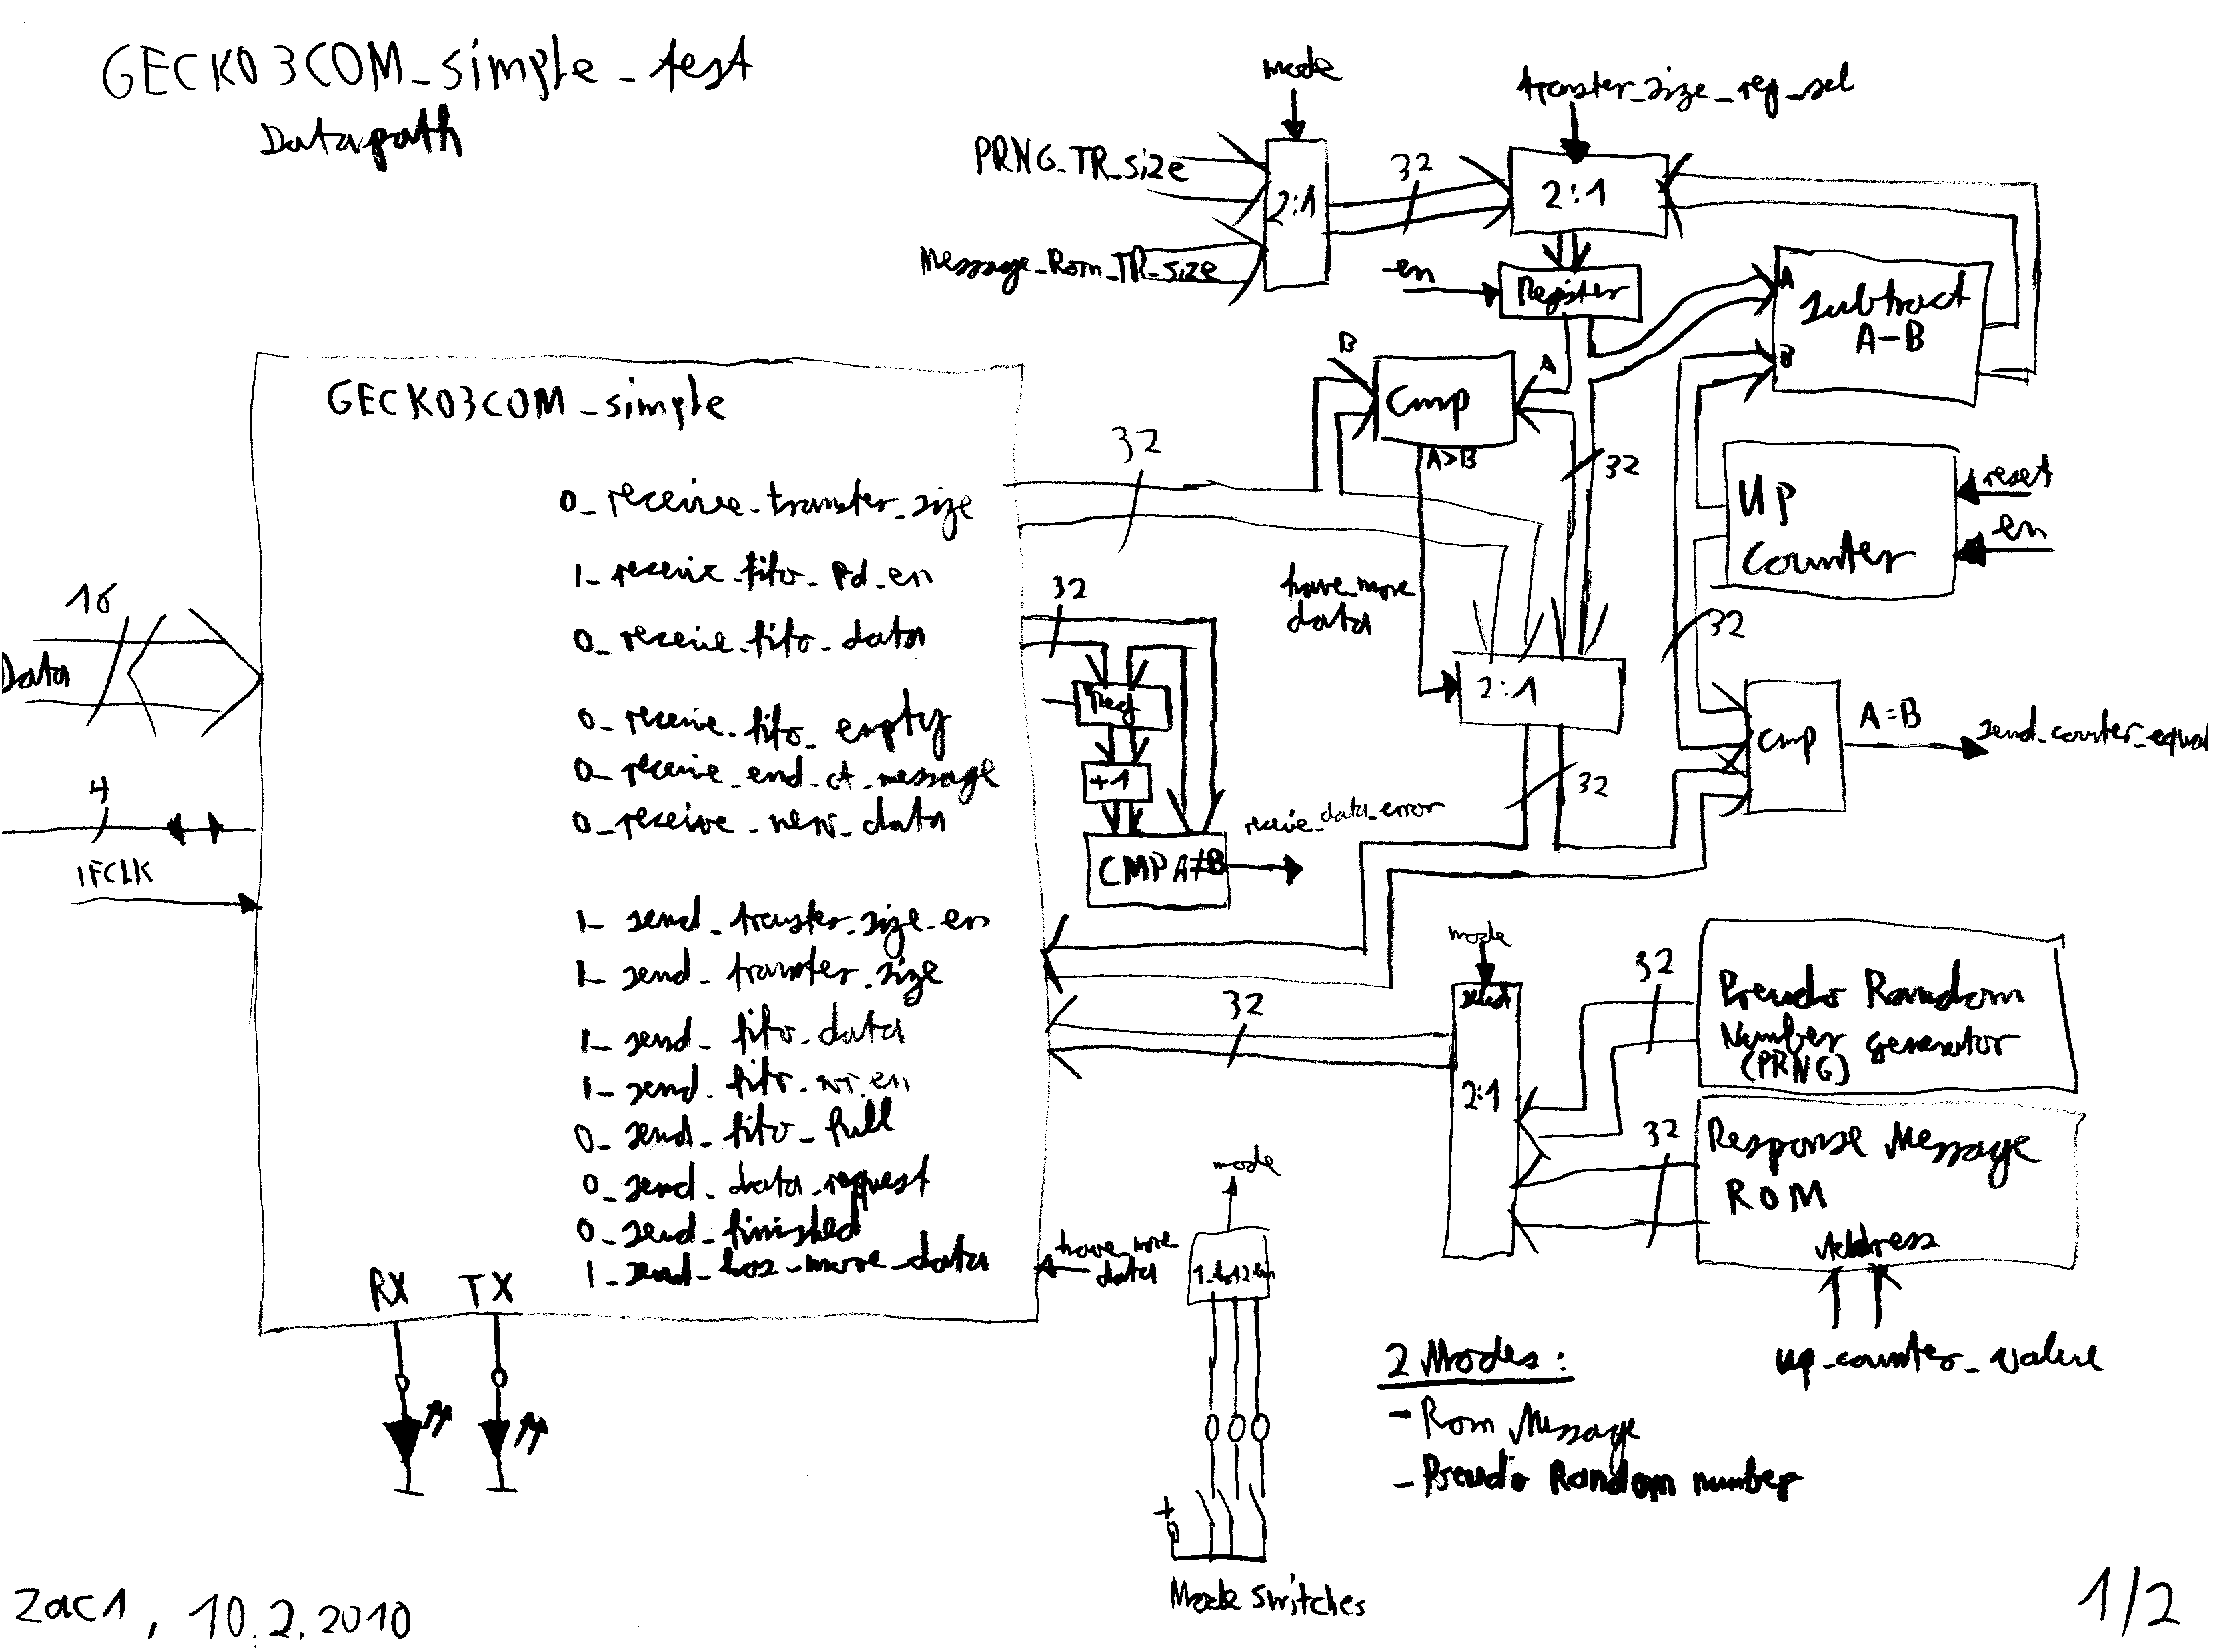 GECKO3COM_simple_test
Datapath
mode
transfer_size_reg_sel
PRNG_TR_size
2:1
32
2:1
Message_Rom_TR_size
en
Register
A
Subtract
A-B
B
GECKO3COM_simple
B
Cmp
A
A>B
32
32
Up
Counter
reset
en
o_receive_transfer_size
i_receive_fifo_rd_en
o_receive_fifo_data
o_receive_fifo_empty
o_receive_end_of_message
o_receive_new_data
i_send_transfer_size_en
i_send_transfer_size
i_send_fifo_data
i_send_fifo_wr_en
o_send_fifo_full
o_send_data_request
o_send_finished
i_send_has_more_data
16
Data
4
IFCLK
RX
TX
32
Reg
+1
CMP A≠B
receive_data_error
have_more
data
2:1
32
32
Cmp
A=B
send_counter_equal
mode
2:1
32
32
Pseudo Random
Number Generator
(PRNG)
32
Response Message
ROM
Address
up_counter_value
have_more
data
mode
Mode switches
2 Modes:
- Rom Message
- Pseudo Random number
zac1, 10.2.2010
1/2